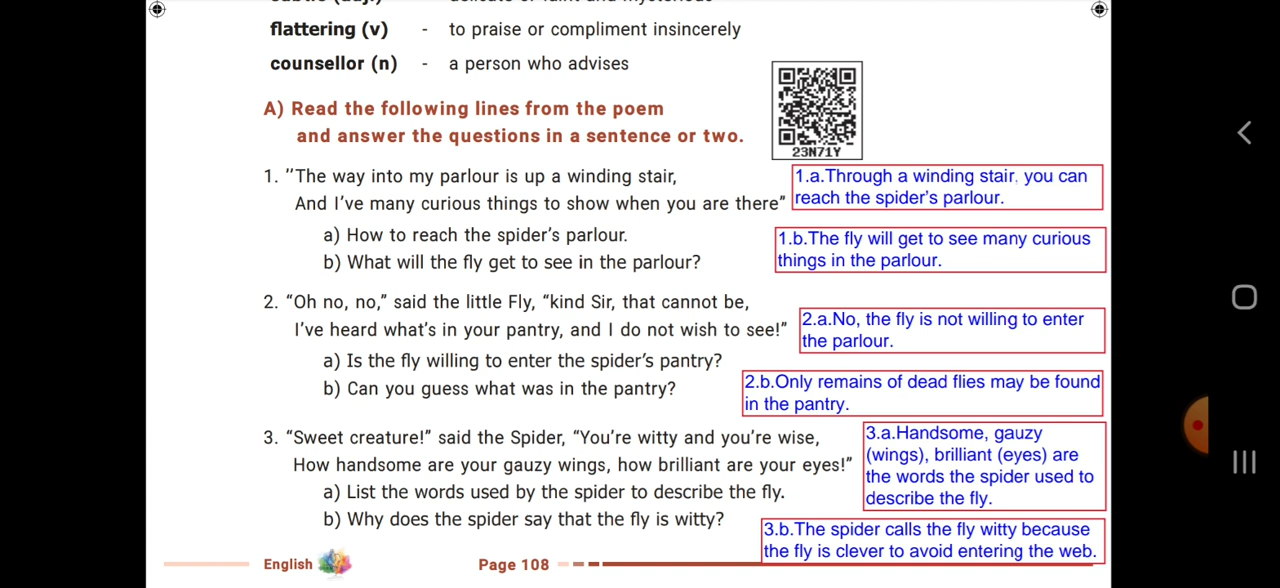 flattering (v) - to praise or compliment insincerely
counsellor (n) - a person who advises
A) Read the following lines from the poem
and answer the questions in a sentence or two.
23N71Y
1. "The way into my parlour is up a winding stair,
And I've many curious things to show when you are there"
1.a.Through a winding stair, you can
reach the spider's parlour.
a) How to reach the spider's parlour.
b) What will the fly get to see in the parlour?
1.b.The fly will get to see many curious
things in the parlour.
2. “Oh no, no,” said the little Fly, “kind Sir, that cannot be,
I've heard what's in your pantry, and I do not wish to see!”
2.a.No, the fly is not willing to enter
the parlour.
a) Is the fly willing to enter the spider's pantry?
b) Can you guess what was in the pantry?
2.b.Only remains of dead flies may be found
in the pantry.
3. “Sweet creature!” said the Spider, “You're witty and you're wise,
How handsome are your gauzy wings, how brilliant are your eyes!”
3.a.Handsome, gauzy
(wings), brilliant (eyes) are
the words the spider used to
describe the fly.
a) List the words used by the spider to describe the fly.
b) Why does the spider say that the fly is witty?
3.b.The spider calls the fly witty because
the fly is clever to avoid entering the web.
English
Page 108